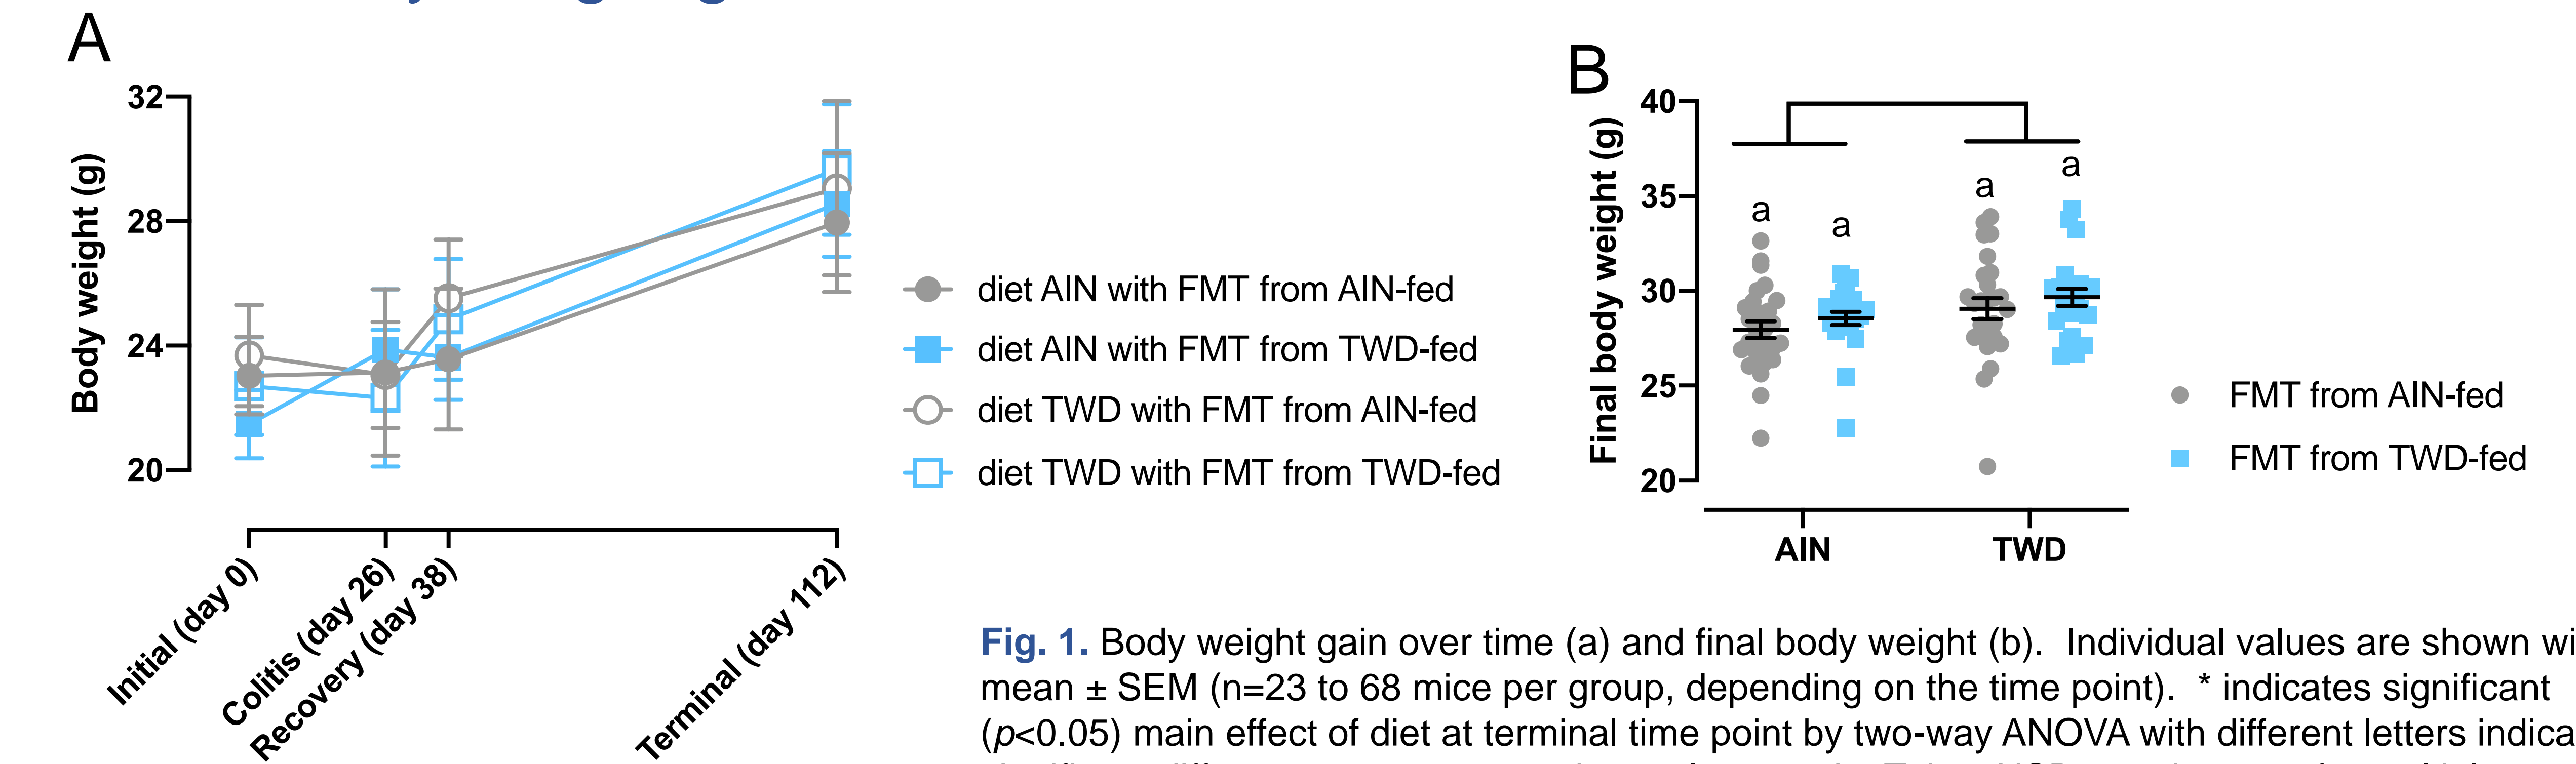 A
32
28
24
20
Body weight (g)
Initial (day 0)
Colitis (day 26)
Recovery (day 38)
Terminal (day 112)
diet AIN with FMT from AIN-fed
diet AIN with FMT from TWD-fed
diet TWD with FMT from AIN-fed
diet TWD with FMT from TWD-fed
B
40
35
30
25
20
Final body weight (g)
a
a
a
a
AIN
TWD
FMT from AIN-fed
FMT from TWD-fed
Fig. 1. Body weight gain over time (a) and final body weight (b). Individual values are shown wi
mean ± SEM (n=23 to 68 mice per group, depending on the time point). * indicates significant
(p<0.05) main effect of diet at terminal time point by two-way ANOVA with different letters indica